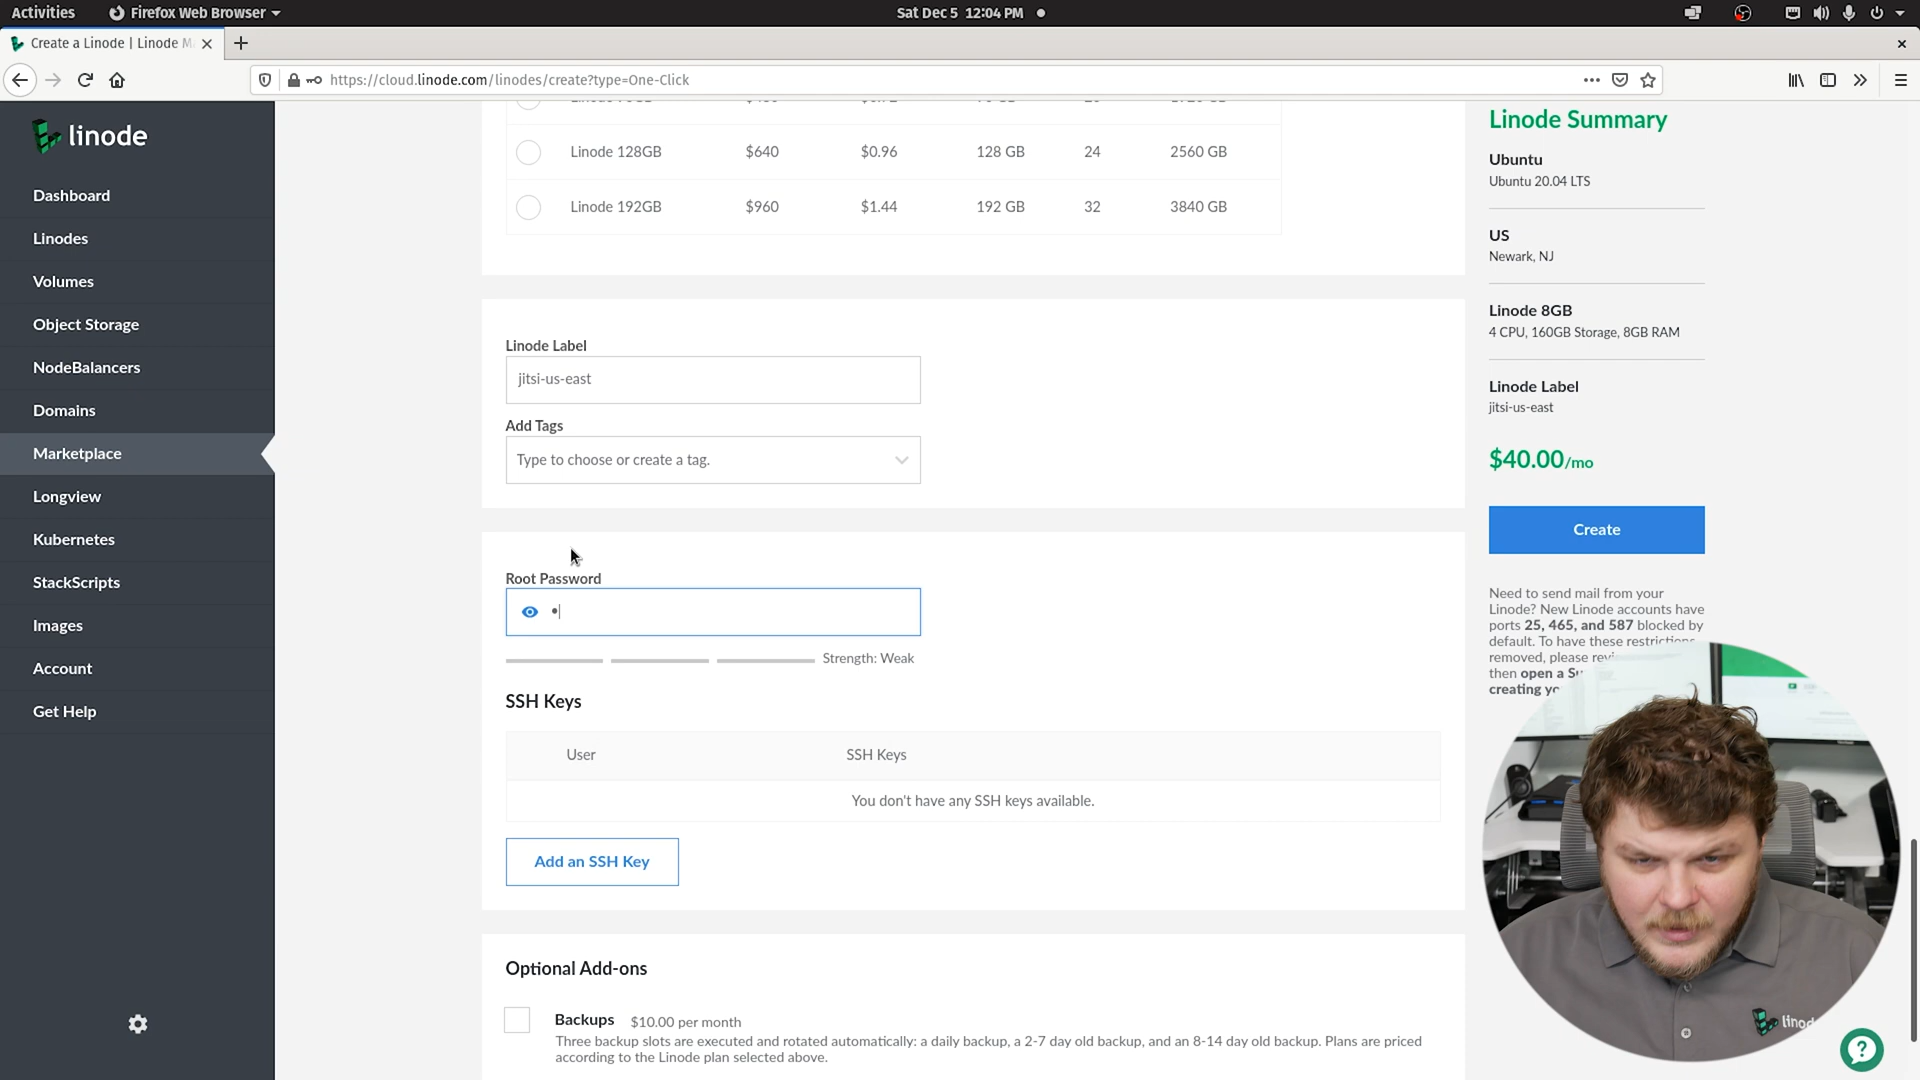 Activities
Firefox Web Browser
Sat Dec 5 12:04 PM
Create a Linode | Linode M
https://cloud.linode.com/linodes/create?type=One-Click
linode
Dashboard
Linodes
Volumes
Object Storage
NodeBalancers
Domains
Marketplace
Longview
Kubernetes
StackScripts
Images
Account
Get Help
Linode 128GB $640 $0.96 128 GB 24 2560 GB
Linode 192GB $960 $1.44 192 GB 32 3840 GB
Linode Label
jitsi-us-east
Add Tags
Type to choose or create a tag.
Root Password
Strength: Weak
SSH Keys
User SSH Keys
You don't have any SSH keys available.
Add an SSH Key
Optional Add-ons
Backups $10.00 per month
Three backup slots are executed and rotated automatically: a daily backup, a 2-7 day old backup, and an 8-14 day old backup. Plans are priced
according to the Linode plan selected above.
Linode Summary
Ubuntu
Ubuntu 20.04 LTS
US
Newark, NJ
Linode 8GB
4 CPU, 160GB Storage, 8GB RAM
Linode Label
jitsi-us-east
$40.00/mo
Create
Need to send mail from your
Linode? New Linode accounts have
ports 25, 465, and 587 blocked by
default. To have these restrictions
removed, please
then open a
creating